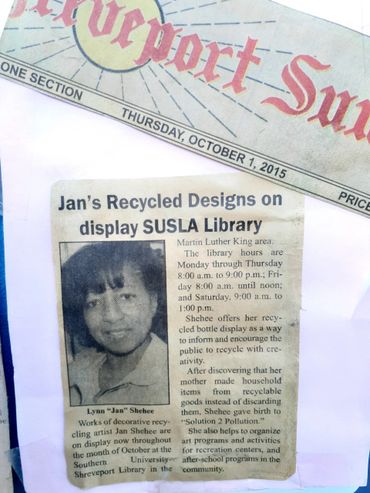 Shreveport Sun
ONE SECTION
THURSDAY, OCTOBER 1, 2015
PRICE
Jan's Recycled Designs on
display SUSLA Library
Lynn "Jan" Shehee
Works of decorative recy-
cling artist Jan Shehee are
on display now throughout
the month of October at the
Southern University
Shreveport Library in the
Martin Luther King area.
The library hours are
Monday through Thursday
8:00 a.m. to 9:00 p.m.; Fri-
day 8:00 a.m. until noon;
and Saturday, 9:00 a.m. to
1:00 p.m.
Shehee offers her recy-
cled bottle display as a way
to inform and encourage the
public to recycle with cre-
ativity.
After discovering that her
mother made household
items from recyclable
goods instead of discarding
them, Shehee gave birth to
"Solution 2 Pollution."
She also helps to organize
art programs and activities
for recreation centers, and
after-school programs in the
community.